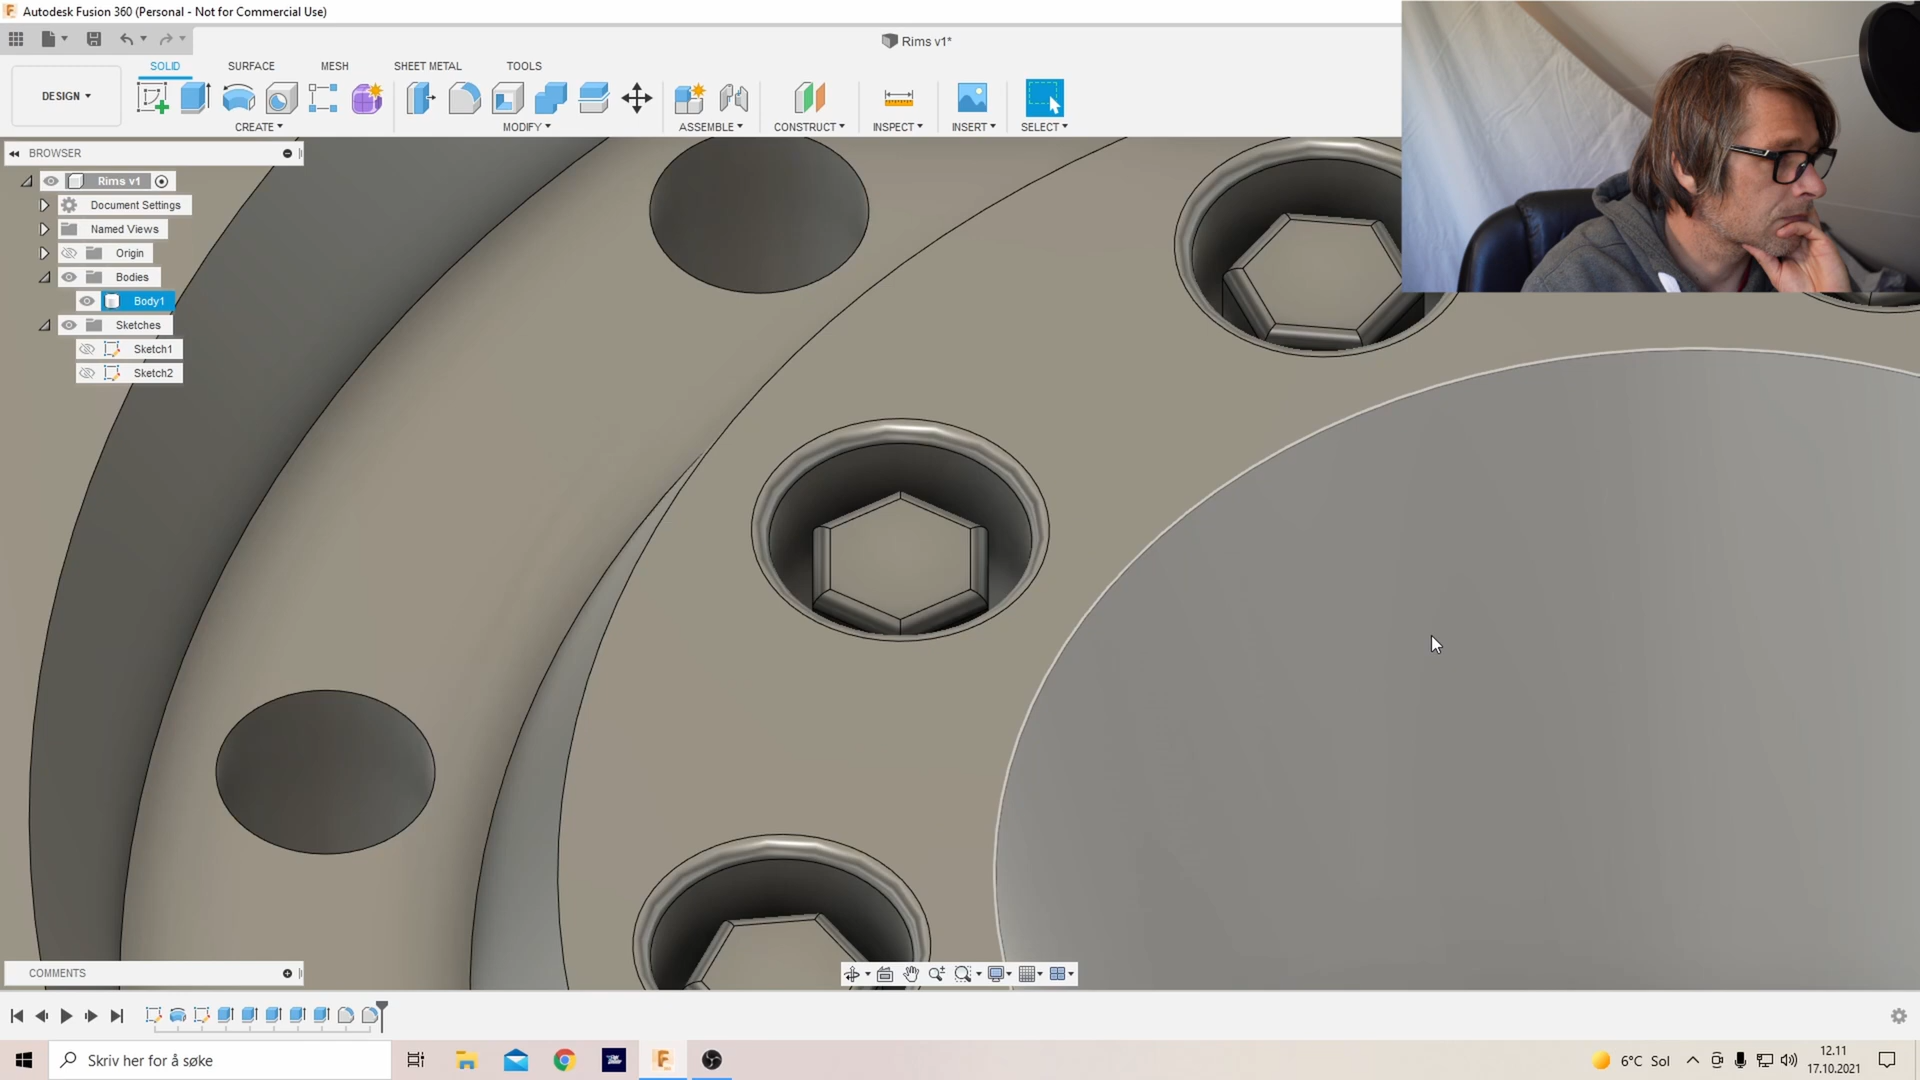 Autodesk Fusion 360 (Personal - Not for Commercial Use)
Rims v1*
SOLID
SURFACE
MESH
SHEET METAL
TOOLS
DESIGN
CREATE
MODIFY
ASSEMBLE
CONSTRUCT
INSPECT
INSERT
SELECT
BROWSER
Rims v1
Document Settings
Named Views
Origin
Bodies
Body1
Sketches
Sketch1
Sketch2
COMMENTS
Skriv her for å søke
6°C Sol
12.11
17.10.2021